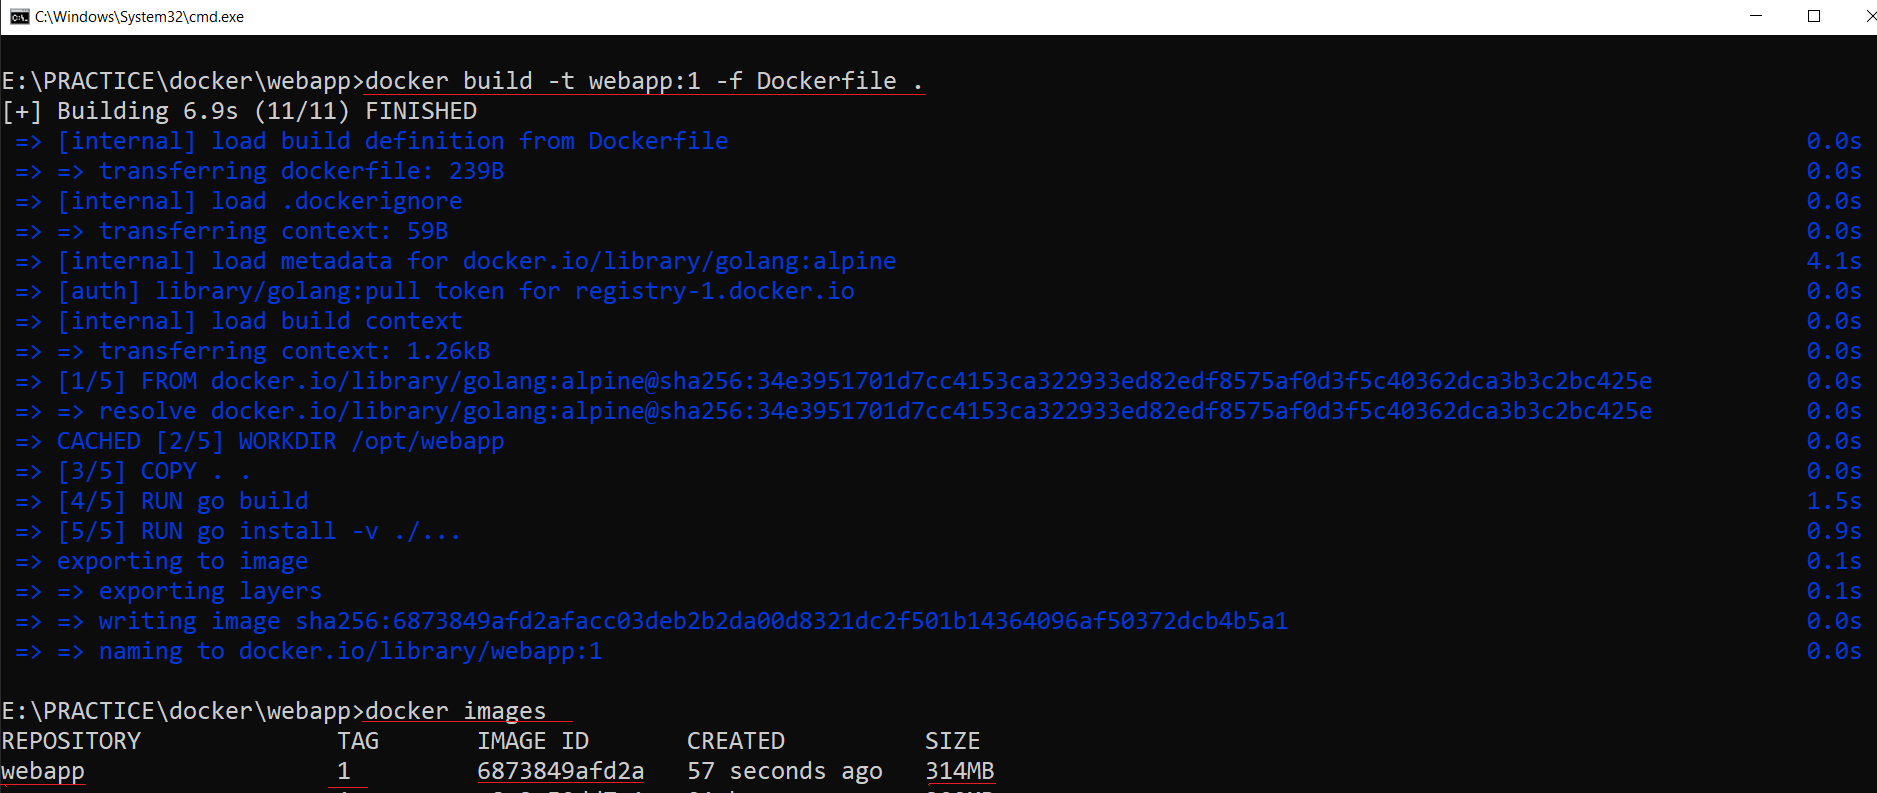 C:\Windows\System32\cmd.exe
E:\PRACTICE\docker\webapp>docker build -t webapp:1 -f Dockerfile .
[+] Building 6.9s (11/11) FINISHED
=> [internal] load build definition from Dockerfile 0.0s
=> => transferring dockerfile: 239B 0.0s
=> [internal] load .dockerignore 0.0s
=> => transferring context: 59B 0.0s
=> [internal] load metadata for docker.io/library/golang:alpine 4.1s
=> [auth] library/golang:pull token for registry-1.docker.io 0.0s
=> [internal] load build context 0.0s
=> => transferring context: 1.26kB 0.0s
=> [1/5] FROM docker.io/library/golang:alpine@sha256:34e3951701d7cc4153ca322933ed82edf8575af0d3f5c40362dca3b3c2bc425e 0.0s
=> => resolve docker.io/library/golang:alpine@sha256:34e3951701d7cc4153ca322933ed82edf8575af0d3f5c40362dca3b3c2bc425e 0.0s
=> CACHED [2/5] WORKDIR /opt/webapp 0.0s
=> [3/5] COPY . . 0.0s
=> [4/5] RUN go build 1.5s
=> [5/5] RUN go install -v ./... 0.9s
=> exporting to image 0.1s
=> => exporting layers 0.1s
=> => writing image sha256:6873849afd2afacc03deb2b2da00d8321dc2f501b14364096af50372dcb4b5a1 0.0s
=> => naming to docker.io/library/webapp:1 0.0s
E:\PRACTICE\docker\webapp>docker images
REPOSITORY TAG IMAGE ID CREATED SIZE
webapp 1 6873849afd2a 57 seconds ago 314MB